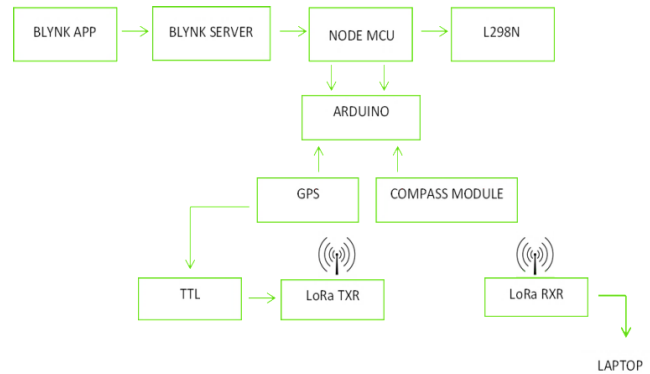 BLYNK APP
BLYNK SERVER
NODE MCU
L298N
ARDUINO
GPS
COMPASS MODULE
TTL
LoRa TXR
LoRa RXR
LAPTOP